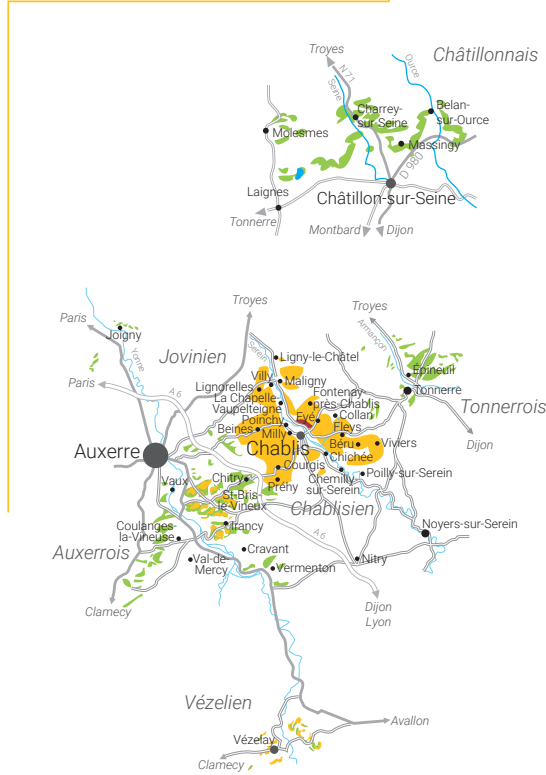 Châtillonnais
Troyes
N 71
Seine
Ource
Charrey-
sur-Seine
Belan-
sur-Ource
Molesmes
Massingy
D 980
Laignes
Châtillon-sur-Seine
Tonnerre
Montbard
Dijon
Troyes
Troyes
Paris
Joigny
Yonne
Serein
Armançon
Jovinien
Ligny-le-Châtel
Paris
A 6
Villy
Maligny
Épineuil
Lignorelles
Fontenay-
près-Chablis
Tonnerre
La Chapelle-
Vaupelteigne
Collan
Tonnerrois
Poinchy
Fyé
Beines
Milly
Fleys
Dijon
Auxerre
Chablis
Béru
Viviers
Chichée
Courgis
Poilly-sur-Serein
Vaux
Chitry
Préhy
Chemilly-
sur-Serein
St-Bris-
le-Vineux
Chablisien
Coulanges-
la-Vineuse
Irancy
A 6
Noyers-sur-Serein
Auxerrois
Cravant
Val-de-
Mercy
Vermenton
Nitry
Clamecy
Dijon
Lyon
Vézelien
Avallon
Vézelay
Clamecy